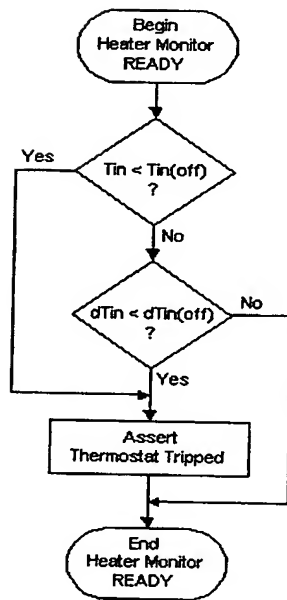 Begin
Heater Monitor
READY
Yes
Tin < Tin(off)
?
No
dTin < dTin(off)
?
No
Yes
Assert
Thermostat Tripped
End
Heater Monitor
READY